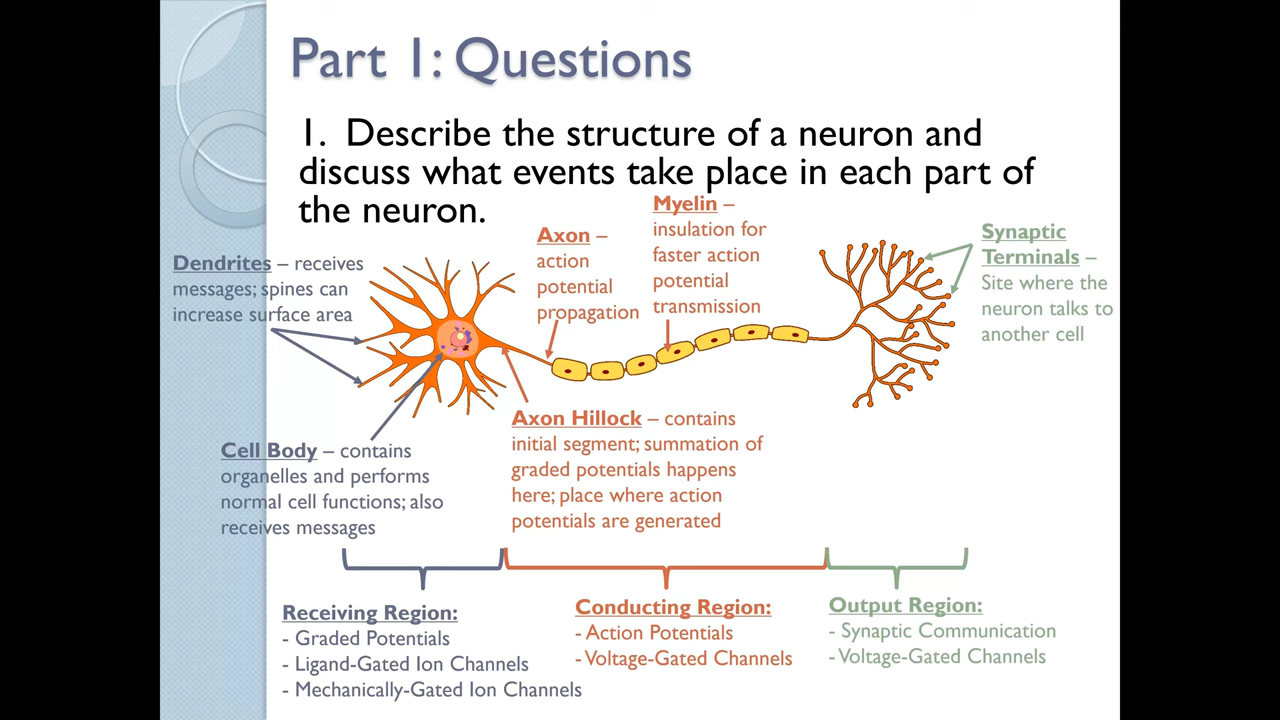 Part 1: Questions
1. Describe the structure of a neuron and
discuss what events take place in each part of
the neuron.
Dendrites – receives
messages; spines can
increase surface area
Axon –
action
potential
propagation
Myelin –
insulation for
faster action
potential
transmission
Synaptic
Terminals –
Site where the
neuron talks to
another cell
Cell Body – contains
organelles and performs
normal cell functions; also
receives messages
Axon Hillock – contains
initial segment; summation of
graded potentials happens
here; place where action
potentials are generated
Receiving Region:
- Graded Potentials
- Ligand-Gated Ion Channels
- Mechanically-Gated Ion Channels
Conducting Region:
- Action Potentials
- Voltage-Gated Channels
Output Region:
- Synaptic Communication
- Voltage-Gated Channels